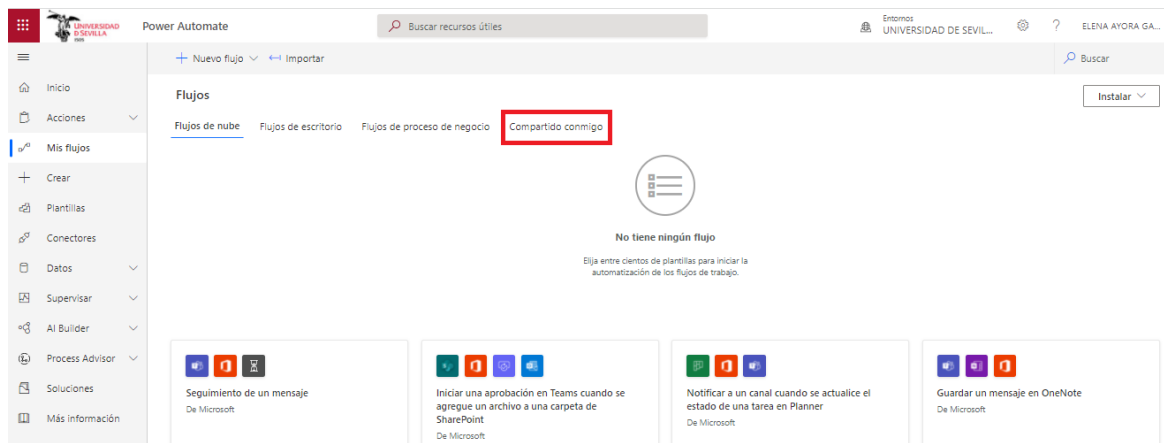 UNIVERSIDAD
D SEVILLA
1505
Power Automate
Buscar recursos útiles
Entornos
UNIVERSIDAD DE SEVIL...
?
ELENA AYORA GA...
Nuevo flujo
Importar
Buscar
Inicio
Acciones
Mis flujos
Crear
Plantillas
Conectores
Datos
Supervisar
AI Builder
Process Advisor
Soluciones
Más información
Flujos
Instalar
Flujos de nube
Flujos de escritorio
Flujos de proceso de negocio
Compartido conmigo
No tiene ningún flujo
Elija entre cientos de plantillas para iniciar la
automatización de los flujos de trabajo.
Seguimiento de un mensaje
De Microsoft
Iniciar una aprobación en Teams cuando se
agregue un archivo a una carpeta de
SharePoint
De Microsoft
Notificar a un canal cuando se actualice el
estado de una tarea en Planner
De Microsoft
Guardar un mensaje en OneNote
De Microsoft